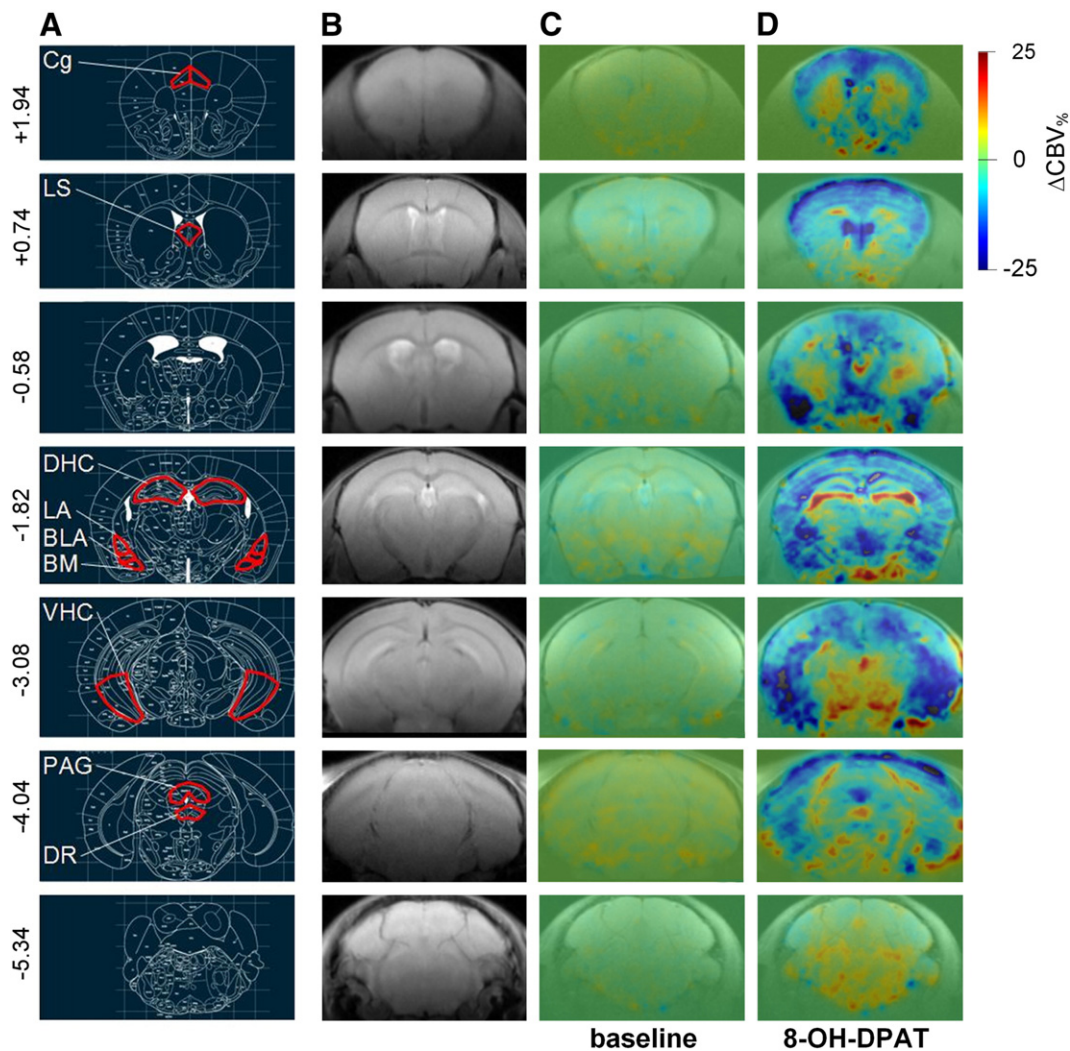 A B C D
Cg
+1.94
25
0
-25
ΔCBV%
LS
+0.74
-0.58
DHC
LA
BLA
BM
-1.82
VHC
-3.08
PAG
DR
-4.04
-5.34
baseline 8-OH-DPAT